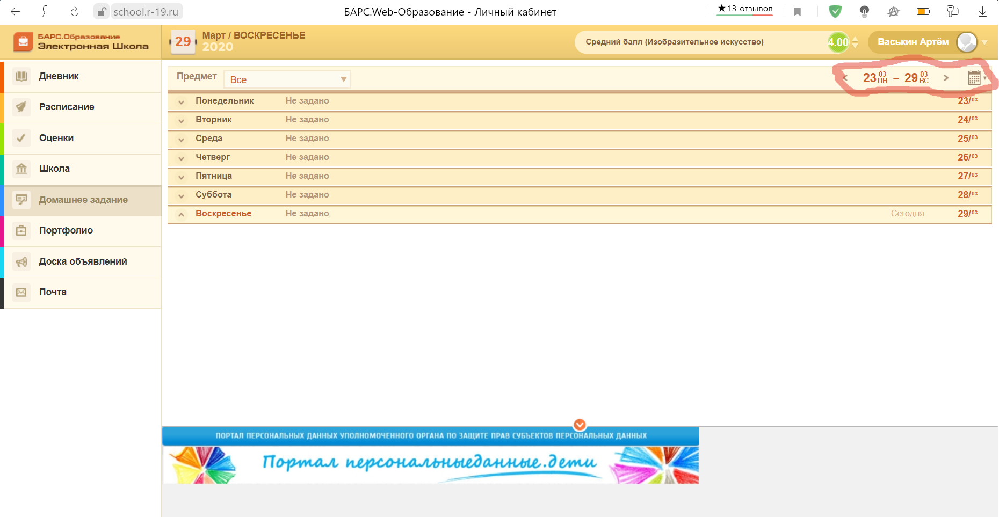 school.r-19.ru
БАРС.Web-Образование - Личный кабинет
★13 отзывов
БАРС.Образование
Электронная Школа
29
Март / ВОСКРЕСЕНЬЕ
2020
Средний балл (Изобразительное искусство)
4.00
Васькин Артём
Дневник
Расписание
Оценки
Школа
Домашнее задание
Портфолио
Доска объявлений
Почта
Предмет Все
< 23 03 ПН – 29 03 ВС >
Понедельник Не задано 23/03
Вторник Не задано 24/03
Среда Не задано 25/03
Четверг Не задано 26/03
Пятница Не задано 27/03
Суббота Не задано 28/03
Воскресенье Не задано Сегодня 29/03
ПОРТАЛ ПЕРСОНАЛЬНЫХ ДАННЫХ УПОЛНОМОЧЕННОГО ОРГАНА ПО ЗАЩИТЕ ПРАВ СУБЪЕКТОВ ПЕРСОНАЛЬНЫХ ДАННЫХ
Портал персональныеданные.дети